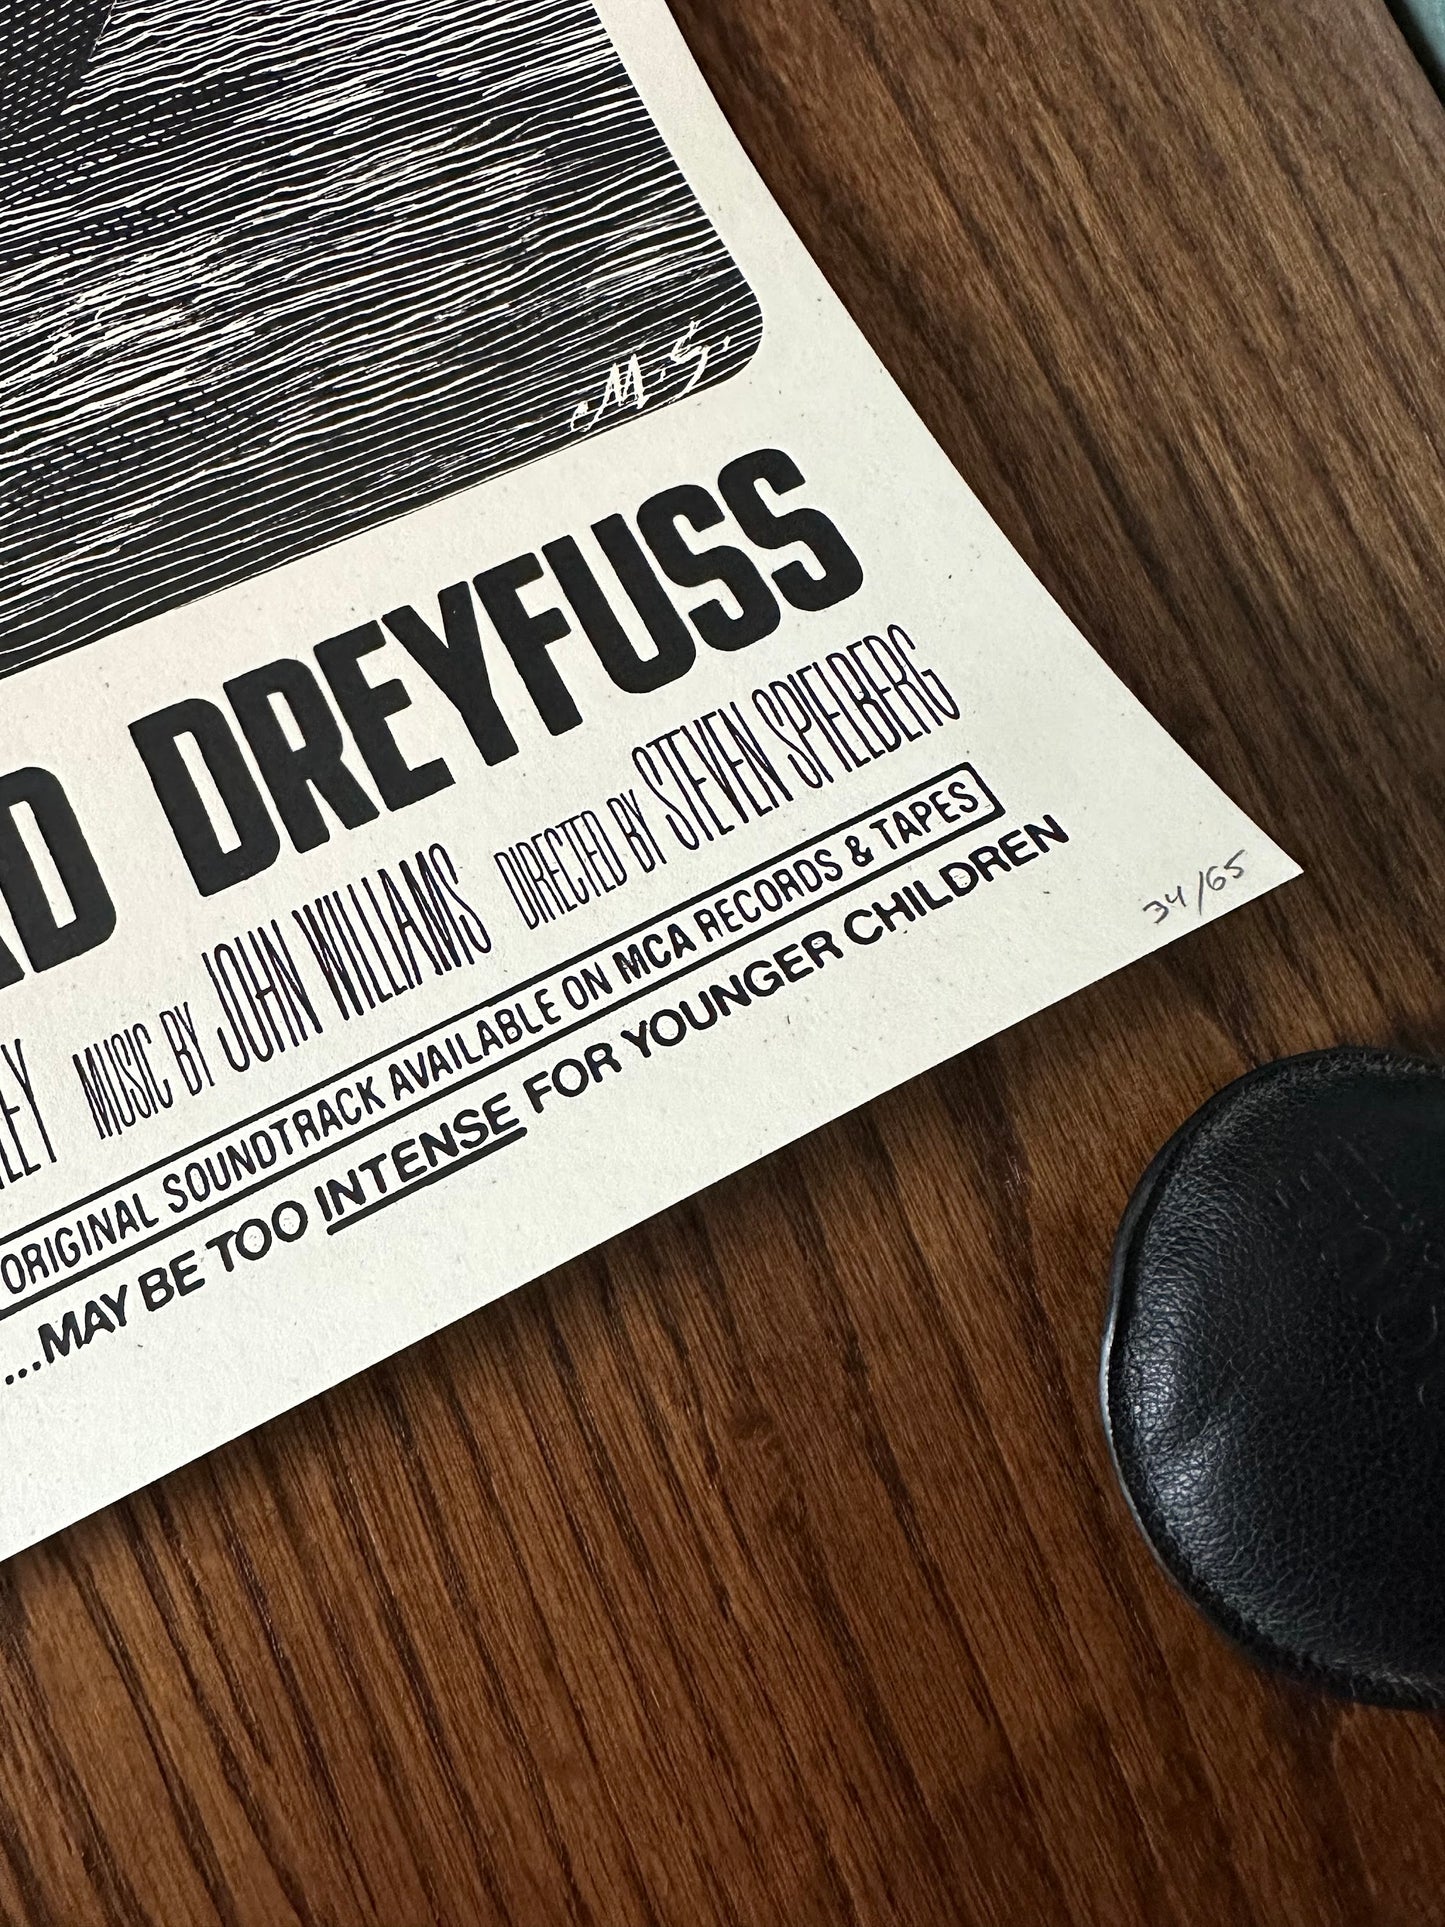 M.S.
DREYFUSS
MUSIC BY JOHN WILLIAMS DIRECTED BY STEVEN SPIELBERG
ORIGINAL SOUNDTRACK AVAILABLE ON MCA RECORDS & TAPES
...MAY BE TOO INTENSE FOR YOUNGER CHILDREN
34/65